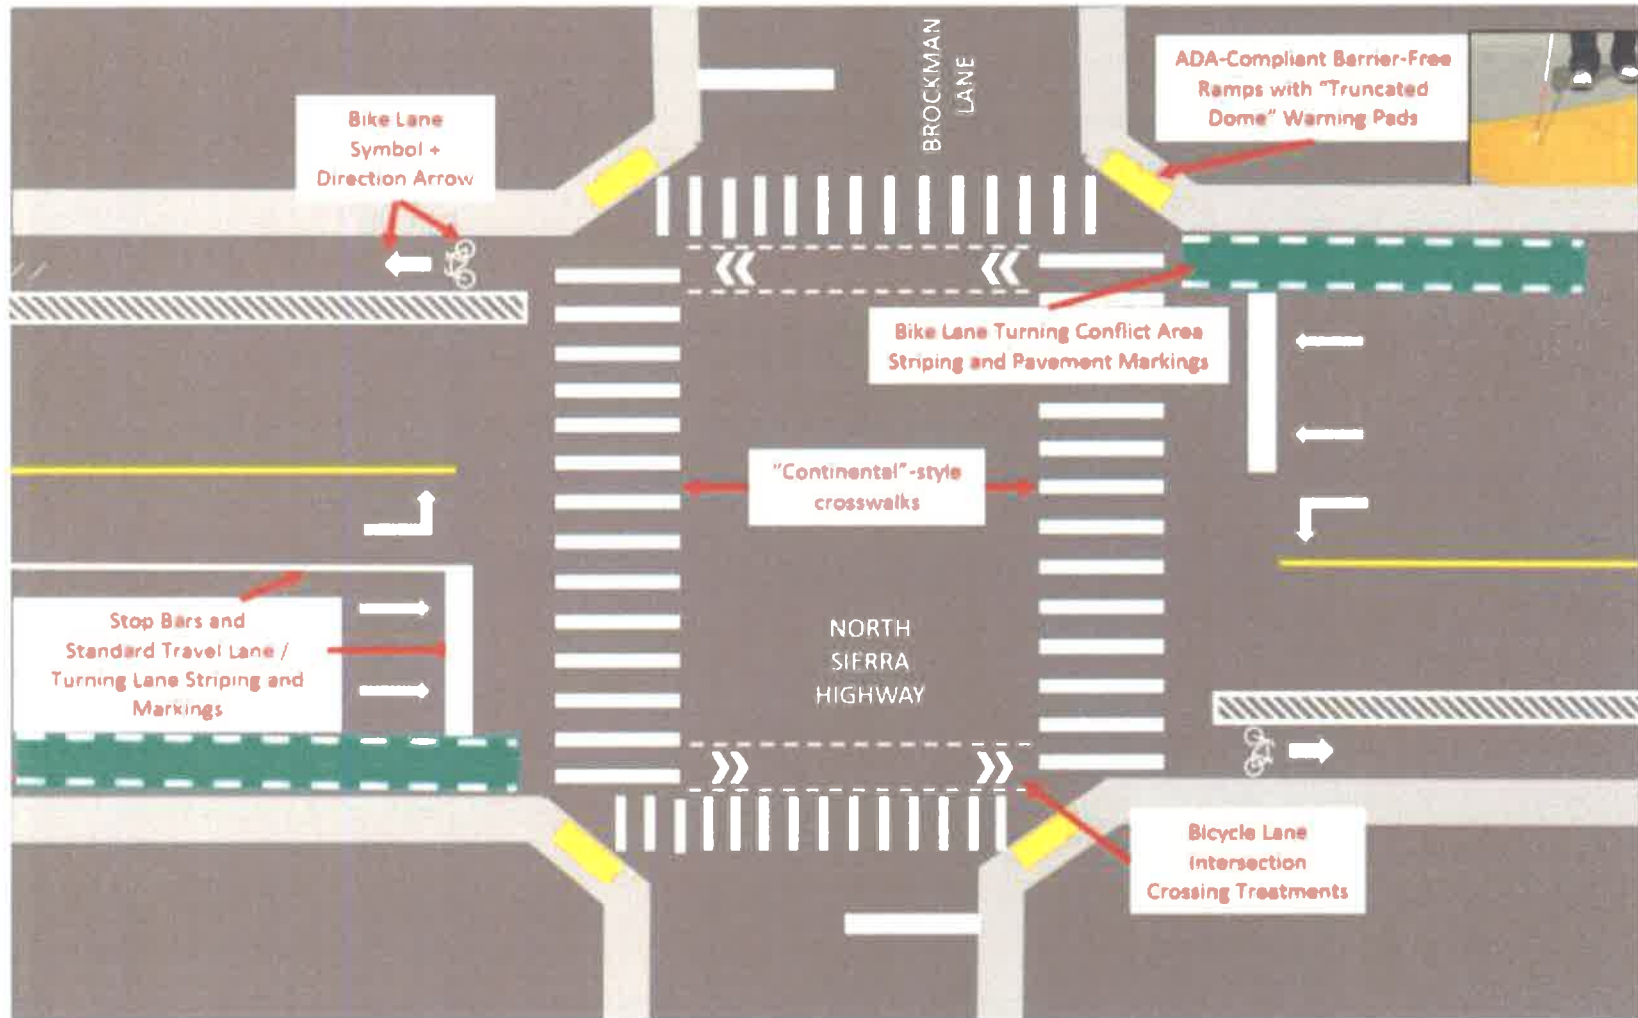 BROCKMAN
LANE
ADA-Compliant Barrier-Free
Ramps with "Truncated
Dome" Warning Pads
Bike Lane
Symbol +
Direction Arrow
Bike Lane Turning Conflict Area
Striping and Pavement Markings
"Continental"-style
crosswalks
Stop Bars and
Standard Travel Lane /
Turning Lane Striping and
Markings
NORTH
SIERRA
HIGHWAY
Bicycle Lane
Intersection
Crossing Treatments